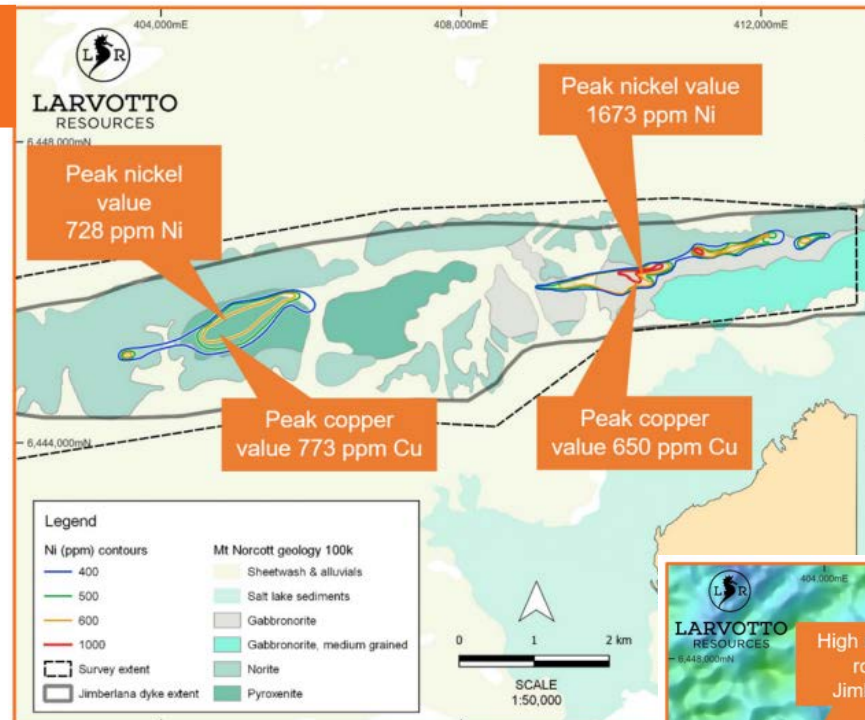 404,000mE
408,000mE
412,000mE
L R
LARVOTTO
RESOURCES
6,448,000mN
Peak nickel value
1673 ppm Ni
Peak nickel
value
728 ppm Ni
Peak copper
value 773 ppm Cu
Peak copper
value 650 ppm Cu
6,444,000mN
Legend
Ni (ppm) contours
400
500
600
1000
Survey extent
Jimberlana dyke extent
Mt Norcott geology 100k
Sheetwash & alluvials
Salt lake sediments
Gabbronorite
Gabbronorite, medium grained
Norite
Pyroxenite
0 1 2 km
SCALE
1:50,000
L R
LARVOTTO
RESOURCES
404,000mE
6,448,000mN
High